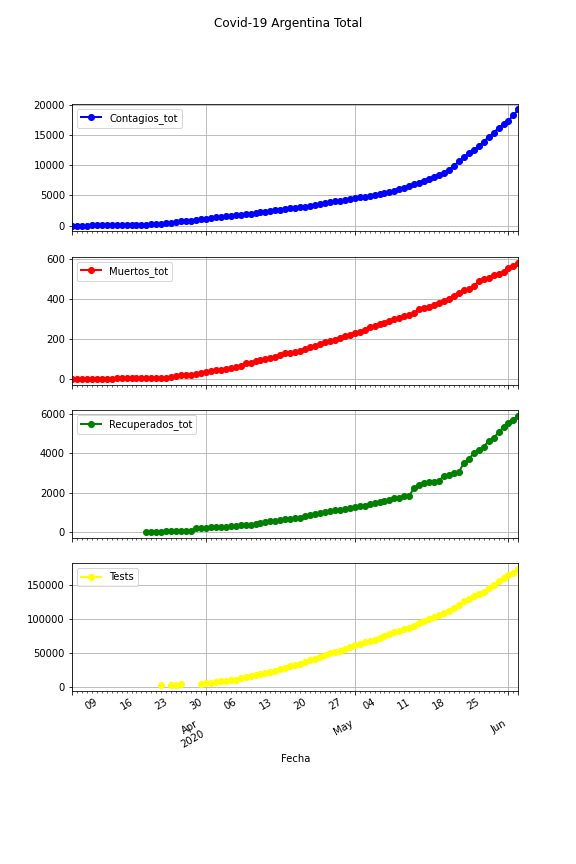 Covid-19 Argentina Total
20000
15000
10000
5000
0
Contagios_tot
600
400
200
0
Muertos_tot
6000
4000
2000
0
Recuperados_tot
150000
100000
50000
0
Tests
09 16 23 30 06 13 20 27 04 11 18 25
Apr 2020 May Jun
Fecha